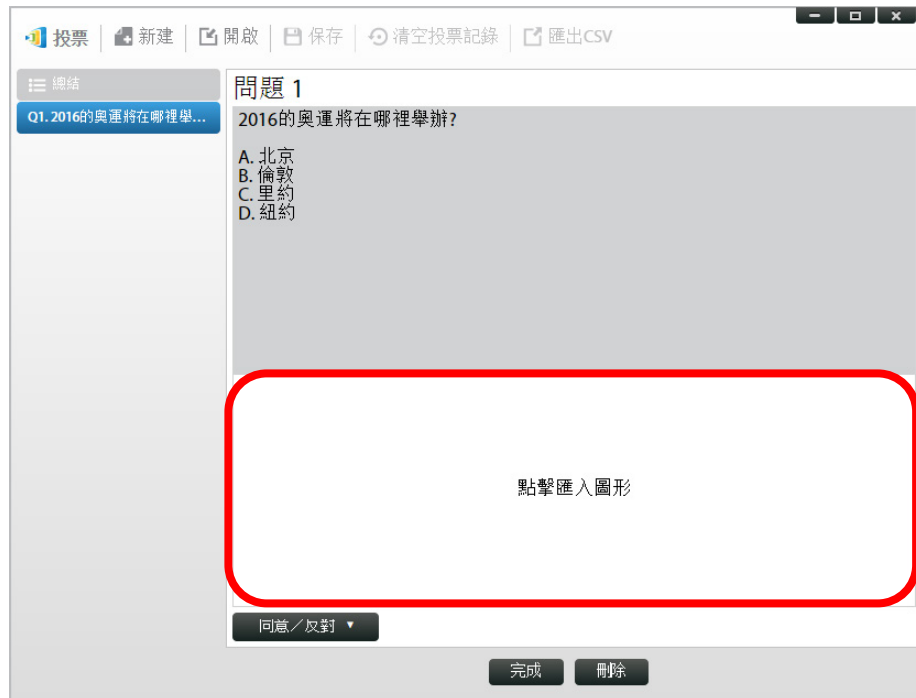 投票 新建 開啟 保存 清空投票記錄 匯出CSV
總結
Q1. 2016的奧運將在哪裡舉...
問題 1
2016的奧運將在哪裡舉辦?
A. 北京
B. 倫敦
C. 里約
D. 紐約
點擊匯入圖形
同意／反對
完成 刪除